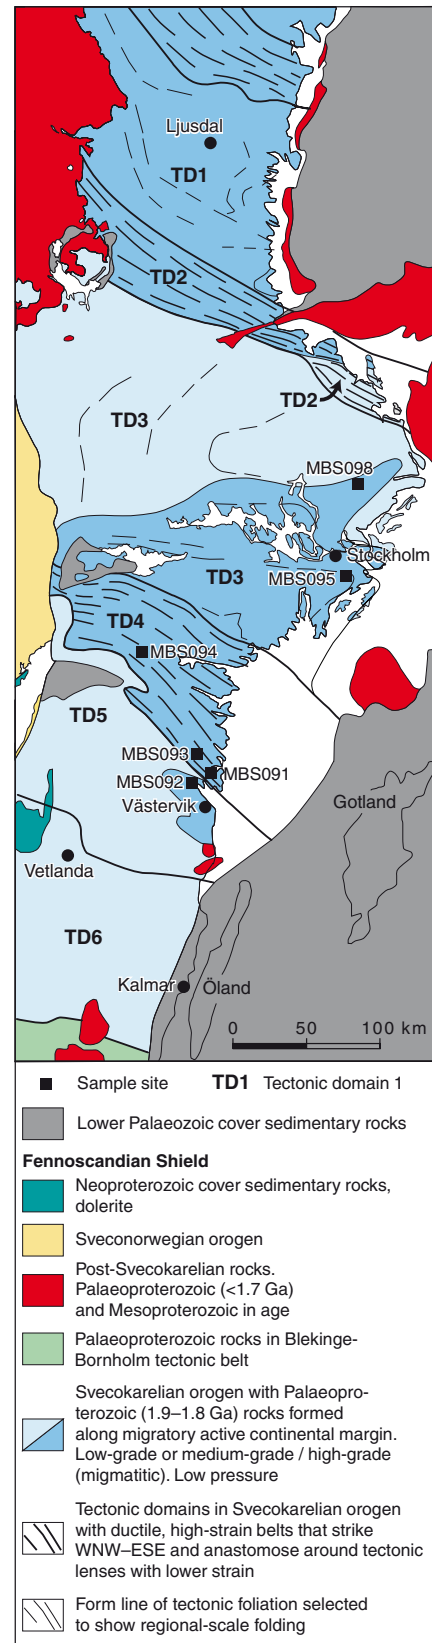 Ljusdal
TD1
TD2
TD2
TD3
MBS098
Stockholm
TD3
MBS095
TD4
MBS094
TD5
MBS093
MBS091
MBS092
Västervik
Gotland
Vetlanda
TD6
Kalmar
Öland
0 50 100 km
Sample site TD1 Tectonic domain 1
Lower Palaeozoic cover sedimentary rocks
Fennoscandian Shield
Neoproterozoic cover sedimentary rocks,
dolerite
Sveconorwegian orogen
Post-Svecokarelian rocks.
Palaeoproterozoic (<1.7 Ga)
and Mesoproterozoic in age
Palaeoproterozoic rocks in Blekinge-
Bornholm tectonic belt
Svecokarelian orogen with Palaeopro-
terozoic (1.9–1.8 Ga) rocks formed
along migratory active continental margin.
Low-grade or medium-grade / high-grade
(migmatitic). Low pressure
Tectonic domains in Svecokarelian orogen
with ductile, high-strain belts that strike
WNW–ESE and anastomose around tectonic
lenses with lower strain
Form line of tectonic foliation selected
to show regional-scale folding